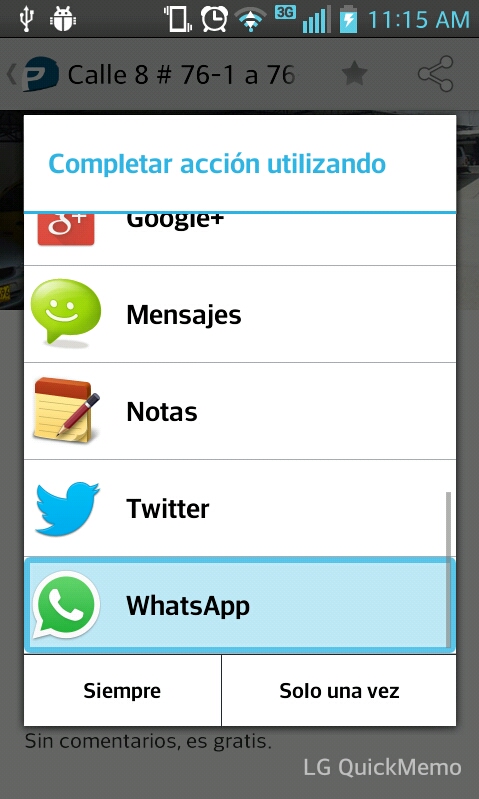 3G
11:15 AM
Calle 8 # 76-1 a 76
Completar acción utilizando
Google+
Mensajes
Notas
Twitter
WhatsApp
Siempre
Solo una vez
Sin comentarios, es gratis.
LG QuickMemo